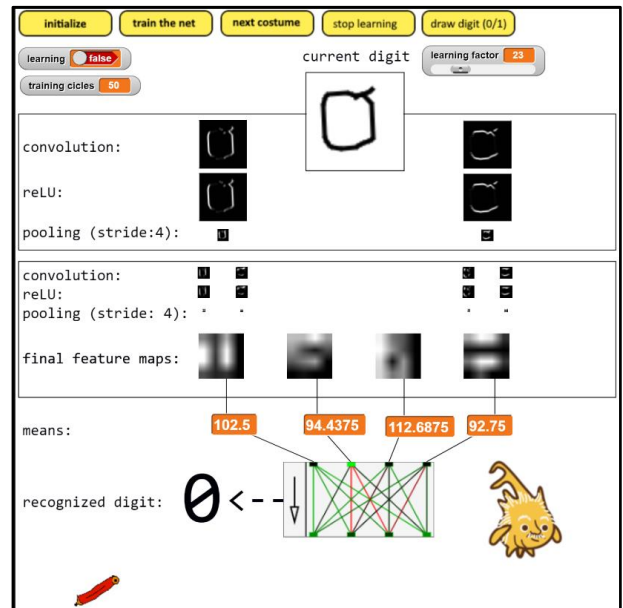 initialize train the net next costume stop learning draw digit (0/1)
learning false current digit learning factor 23
training cicles 50
convolution:
reLU:
pooling (stride:4):
convolution:
reLU:
pooling (stride: 4):
final feature maps:
means: 102.5 94.4375 112.6875 92.75
recognized digit: 0 <--